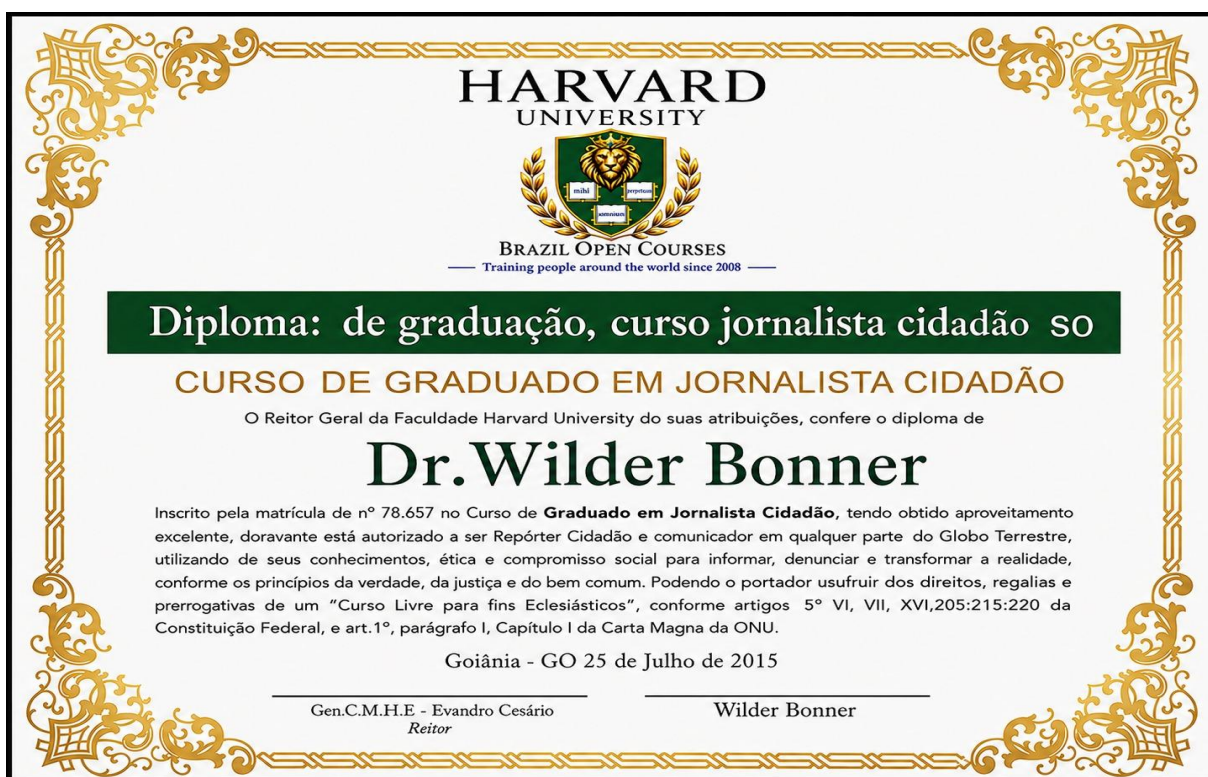 HARVARD
UNIVERSITY
mihi
perpetuus
somnium
BRAZIL OPEN COURSES
Training people around the world since 2008
Diploma: de graduação, curso jornalista cidadão so
CURSO DE GRADUADO EM JORNALISTA CIDADÃO
O Reitor Geral da Faculdade Harvard University do suas atribuições, confere o diploma de
Dr.Wilder Bonner
Inscrito pela matrícula de nº 78.657 no Curso de Graduado em Jornalista Cidadão, tendo obtido aproveitamento
excelente, doravante está autorizado a ser Repórter Cidadão e comunicador em qualquer parte do Globo Terrestre,
utilizando de seus conhecimentos, ética e compromisso social para informar, denunciar e transformar a realidade,
conforme os princípios da verdade, da justiça e do bem comum. Podendo o portador usufruir dos direitos, regalias e
prerrogativas de um “Curso Livre para fins Eclesiásticos”, conforme artigos 5º VI, VII, XVI,205:215:220 da
Constituição Federal, e art.1º, parágrafo I, Capítulo I da Carta Magna da ONU.
Goiânia - GO 25 de Julho de 2015
Gen.C.M.H.E - Evandro Cesário
Reitor
Wilder Bonner